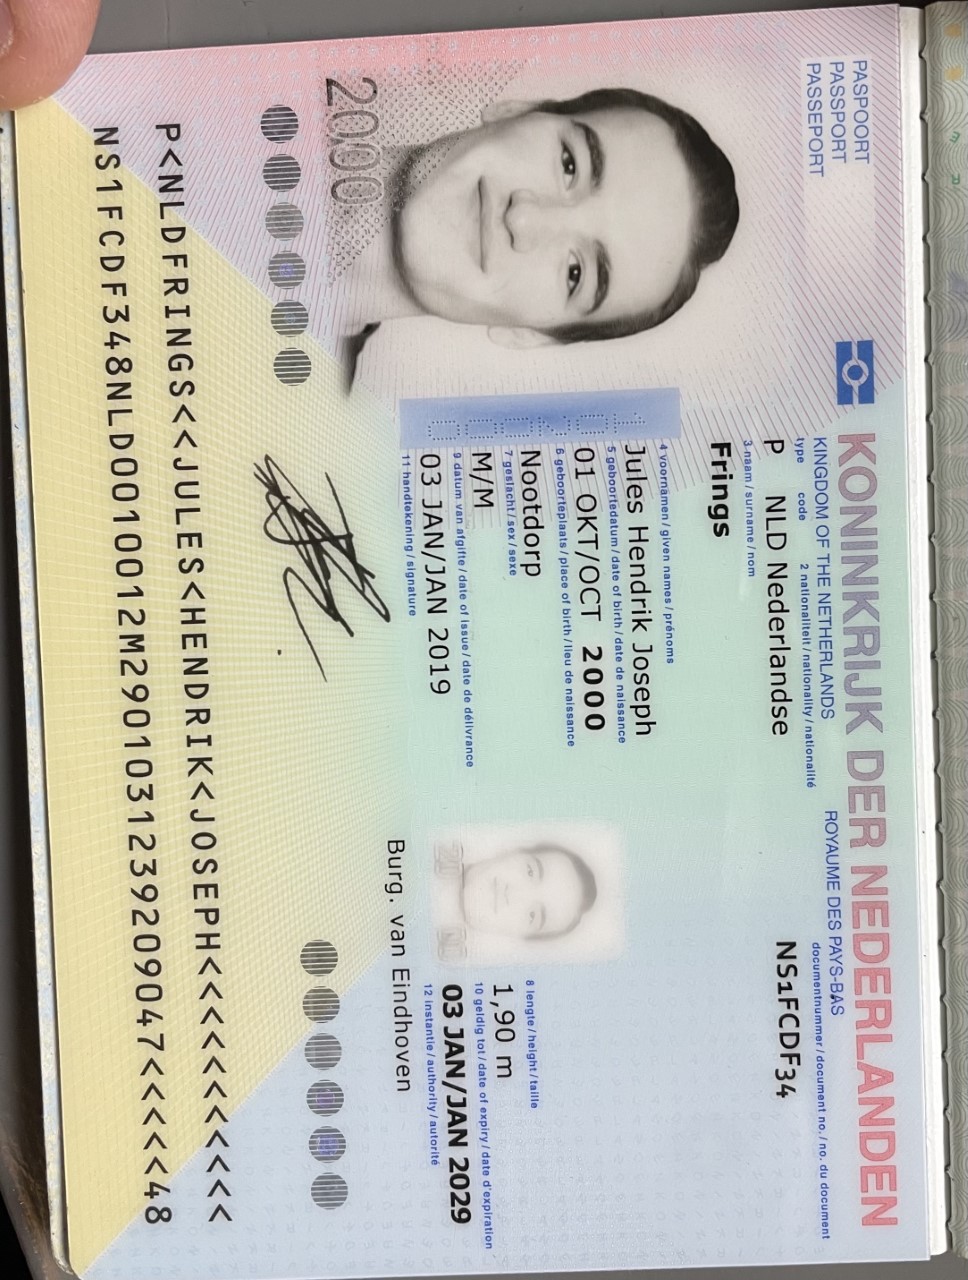 PASPOORT
PASSPORT
PASSEPORT
KONINKRIJK DER NEDERLANDEN
KINGDOM OF THE NETHERLANDS ROYAUME DES PAYS-BAS
type code 2 nationaliteit/nationality/nationalité documentnummer/document no./no. du document
P NLD Nederlandse NS1FCDF34
3 naam/surname/nom
Frings
4 voornamen/given names/prénoms
Jules Hendrik Joseph
5 geboortedatum/date of birth/date de naissance
01 OKT/OCT 2000
6 geboorteplaats/place of birth/lieu de naissance
Nootdorp
7 geslacht/sex/sexe 8 lengte/height/taille
M/M 1,90 m
9 datum van afgifte/date of issue/date de délivrance 10 geldig tot/date of expiry/date d'expiration
03 JAN/JAN 2019 03 JAN/JAN 2029
11 handtekening/signature 12 instantie/authority/autorité
Burg. van Eindhoven
2000
P<NLDFRINGS<<JULES<HENDRIK<JOSEPH<<<<<<<<<<<
NS1FCDF348NLD0010012M2901031239209047<<<<<48